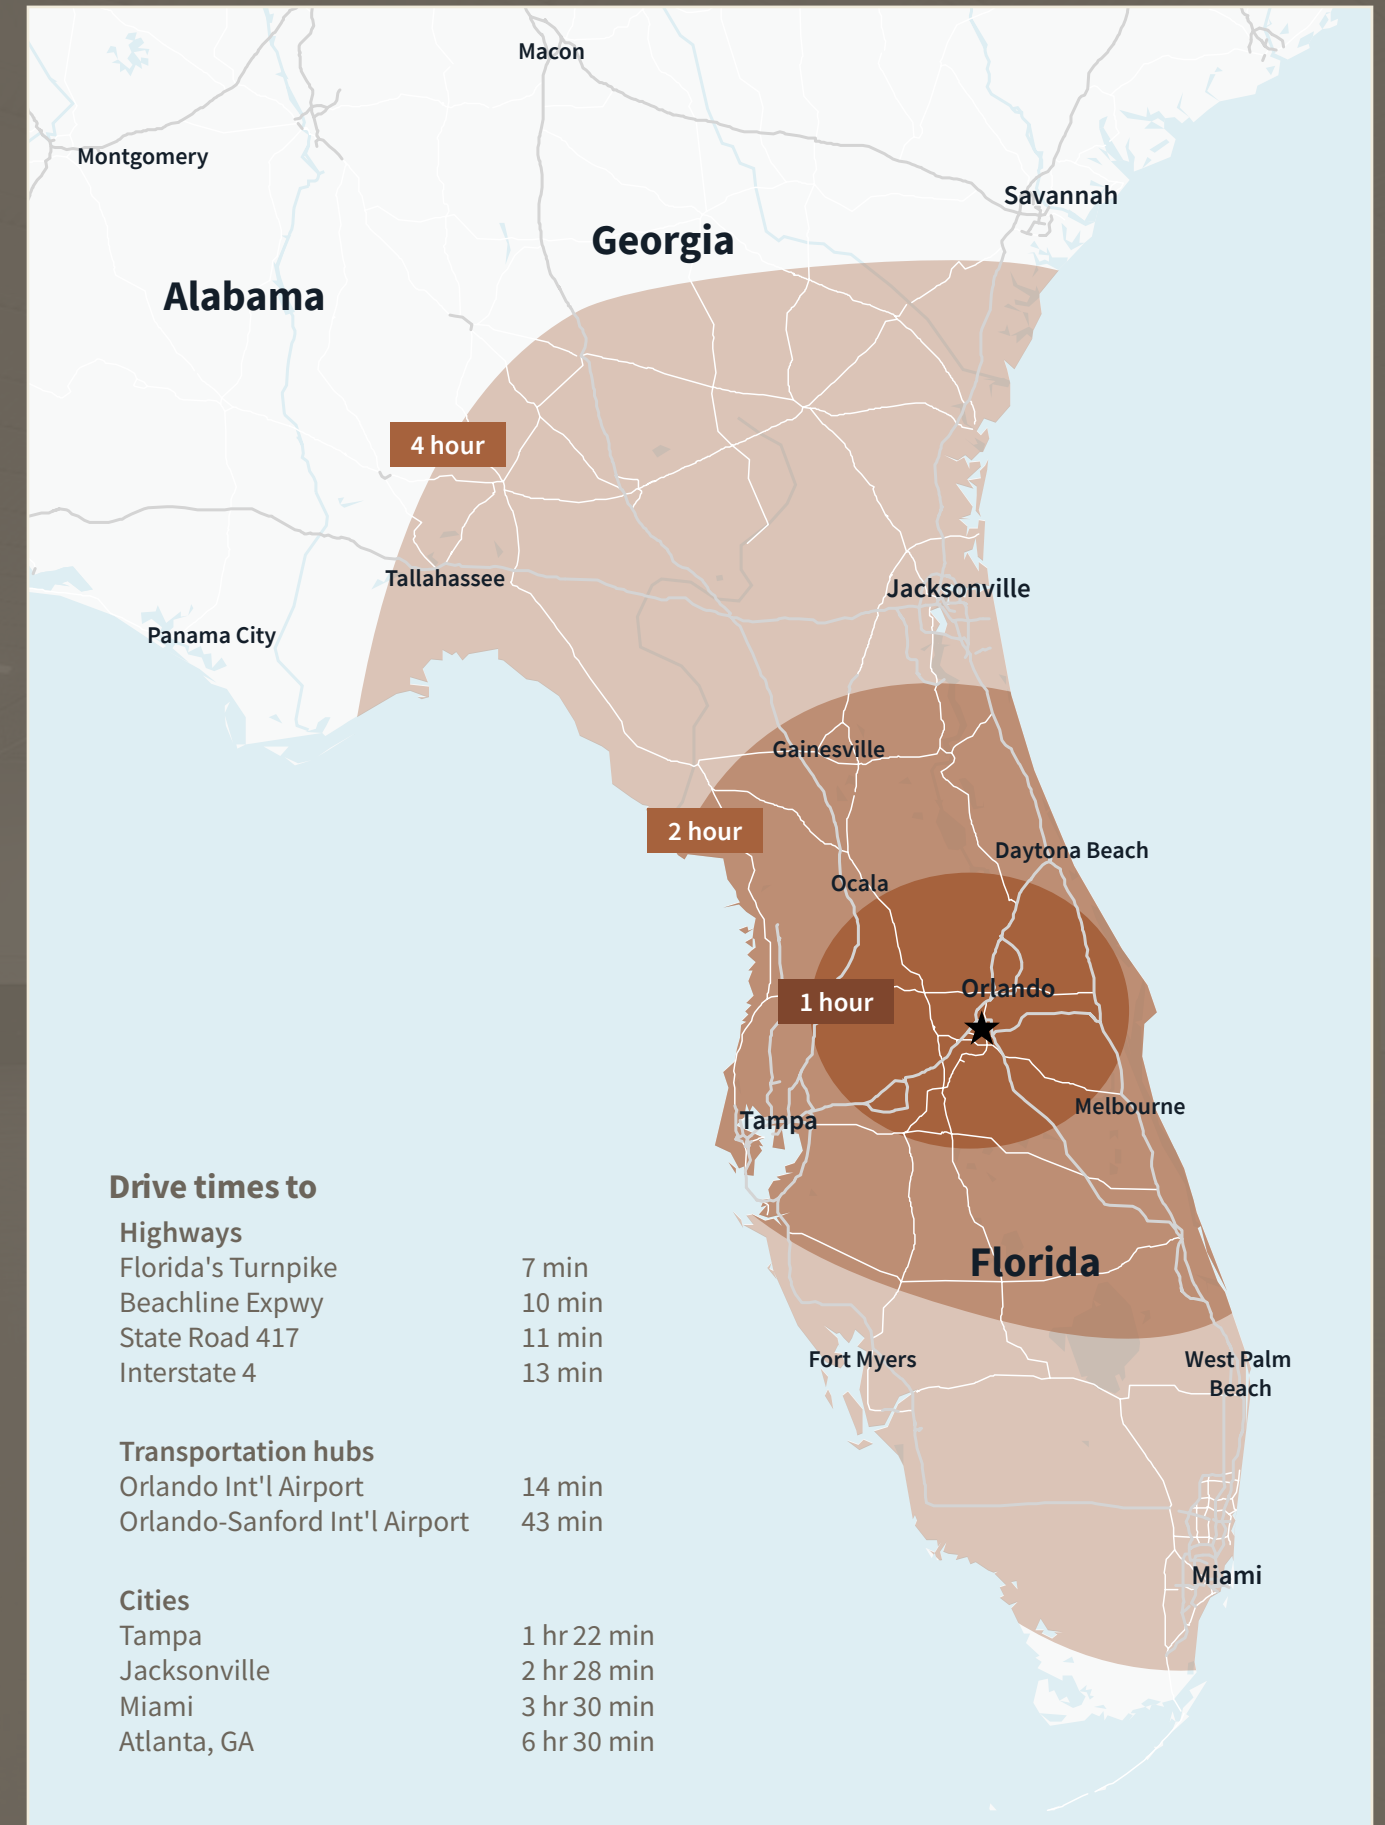 Macon
Montgomery
Savannah
Georgia
Alabama
4 hour
Tallahassee
Jacksonville
Panama City
Gainesville
2 hour
Daytona Beach
Ocala
Orlando
1 hour
Melbourne
Tampa
Florida
Fort Myers
West Palm
Beach
Miami
Drive times to
Highways
Florida's Turnpike 7 min
Beachline Expwy 10 min
State Road 417 11 min
Interstate 4 13 min
Transportation hubs
Orlando Int'l Airport 14 min
Orlando-Sanford Int'l Airport 43 min
Cities
Tampa 1 hr 22 min
Jacksonville 2 hr 28 min
Miami 3 hr 30 min
Atlanta, GA 6 hr 30 min